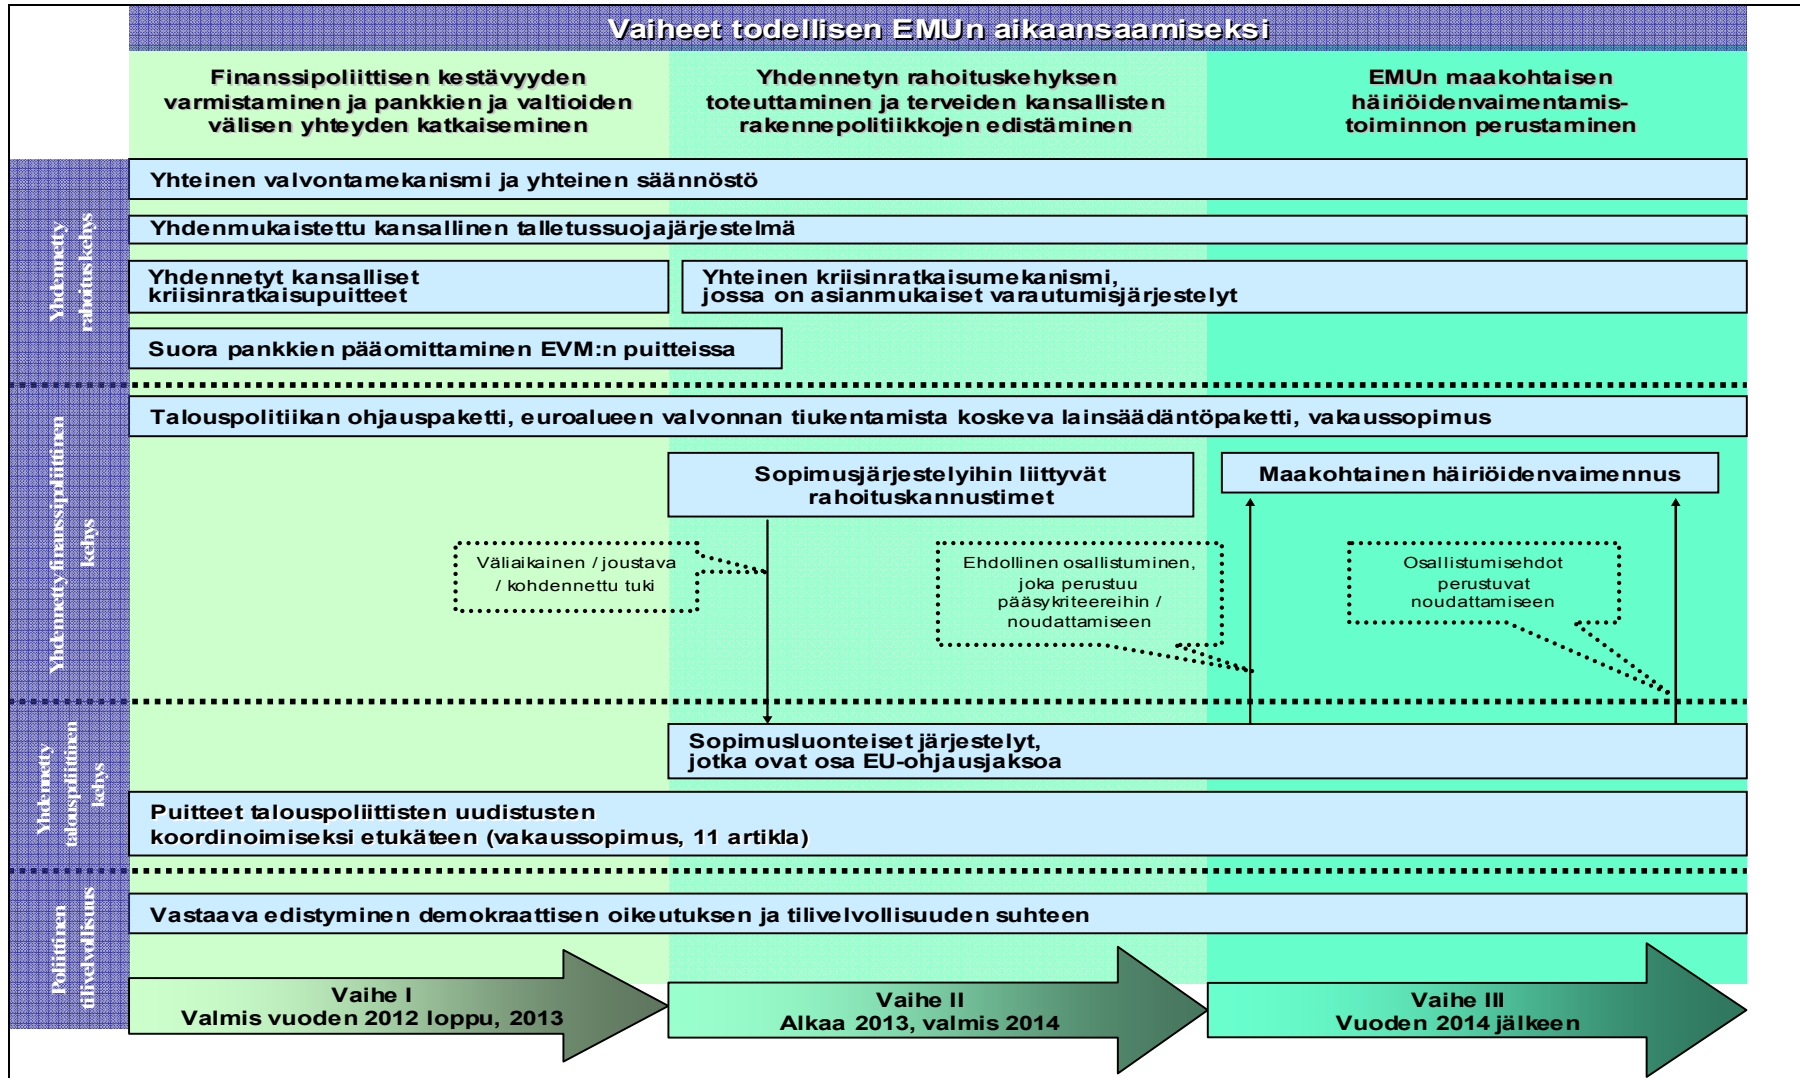 Vaiheet todellisen EMUn aikaansaamiseksi
Finanssipoliittisen kestävyyden
varmistaminen ja pankkien ja valtioiden
välisen yhteyden katkaiseminen
Yhdennetyn rahoituskehyksen
toteuttaminen ja terveiden kansallisten
rakennepolitiikkojen edistäminen
EMUn maakohtaisen
häiriöidenvaimentamis-
toiminnon perustaminen
Yhdennetty
rahoituskehys
Yhteinen valvontamekanismi ja yhteinen säännöstö
Yhdenmukaistettu kansallinen talletussuojajärjestelmä
Yhdennetyt kansalliset
kriisinratkaisupuitteet
Yhteinen kriisinratkaisumekanismi,
jossa on asianmukaiset varautumisjärjestelyt
Suora pankkien pääomittaminen EVM:n puitteissa
Yhdennetty finanssipoliittinen
kehys
Talouspolitiikan ohjauspaketti, euroalueen valvonnan tiukentamista koskeva lainsäädäntöpaketti, vakaussopimus
Sopimusjärjestelyihin liittyvät
rahoituskannustimet
Maakohtainen häiriöidenvaimennus
Väliaikainen / joustava
/ kohdennettu tuki
Ehdollinen osallistuminen,
joka perustuu
pääsykriteereihin /
noudattamiseen
Osallistumisehdot
perustuvat
noudattamiseen
Yhdennetty
talouspoliittinen
kehys
Sopimusluonteiset järjestelyt,
jotka ovat osa EU-ohjausjaksoa
Puitteet talouspoliittisten uudistusten
koordinoimiseksi etukäteen (vakaussopimus, 11 artikla)
Poliittinen
tilivelvollisuus
Vastaava edistyminen demokraattisen oikeutuksen ja tilivelvollisuuden suhteen
Vaihe I
Valmis vuoden 2012 loppu, 2013
Vaihe II
Alkaa 2013, valmis 2014
Vaihe III
Vuoden 2014 jälkeen